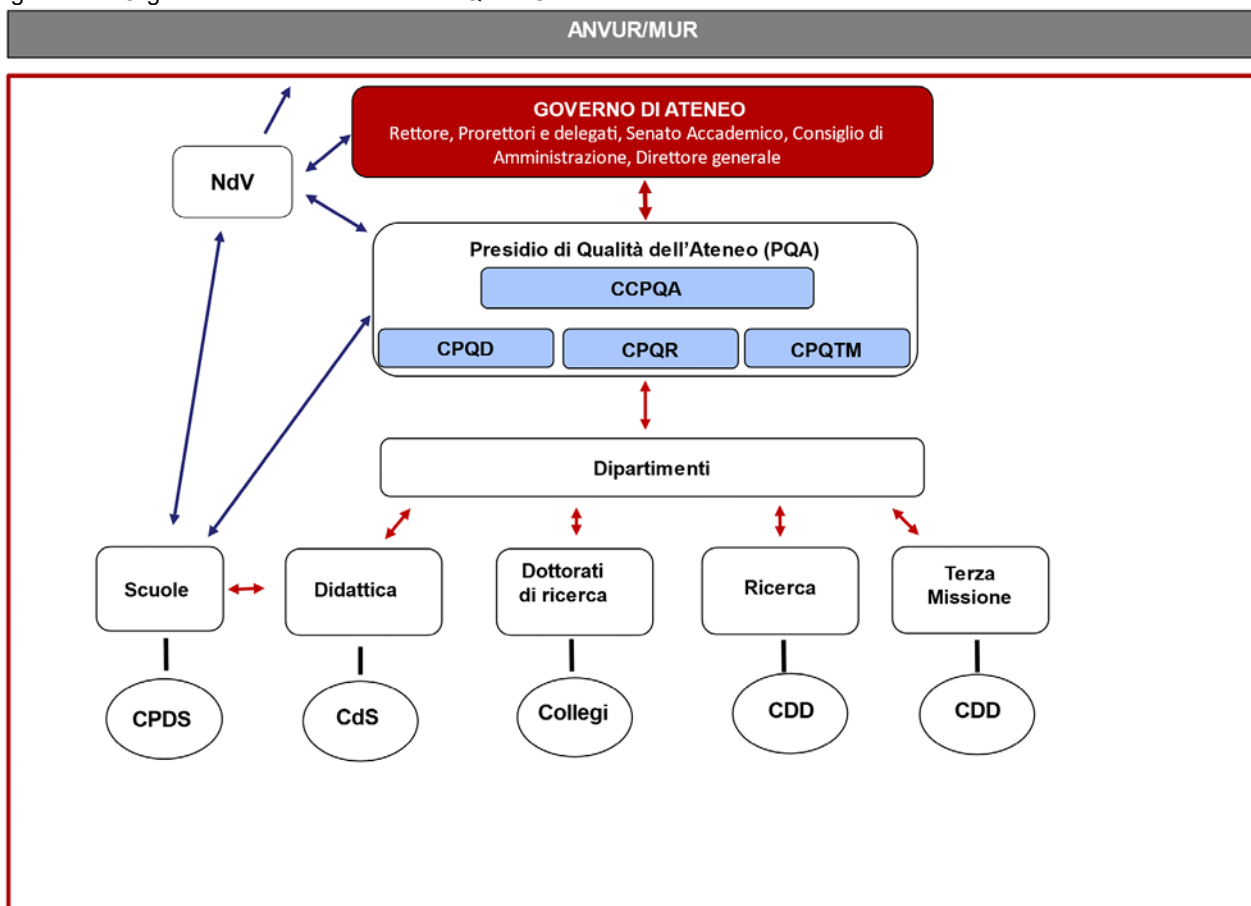 ANVUR/MUR
GOVERNO DI ATENEO
Rettore, Prorettori e delegati, Senato Accademico, Consiglio di
Amministrazione, Direttore generale
NdV
Presidio di Qualità dell'Ateneo (PQA)
CCPQA
CPQD
CPQR
CPQTM
Dipartimenti
Scuole
Didattica
Dottorati
di ricerca
Ricerca
Terza
Missione
CPDS
CdS
Collegi
CDD
CDD